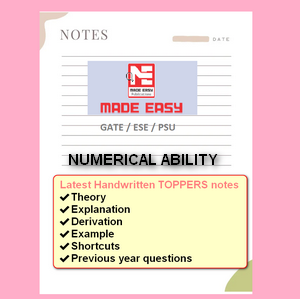 NOTES
DATE
MADE EASY
MADE EASY
GATE / ESE / PSU
NUMERICAL ABILITY
Latest Handwritten TOPPERS notes
✔Theory
✔Explanation
✔Derivation
✔Example
✔Shortcuts
✔Previous year questions